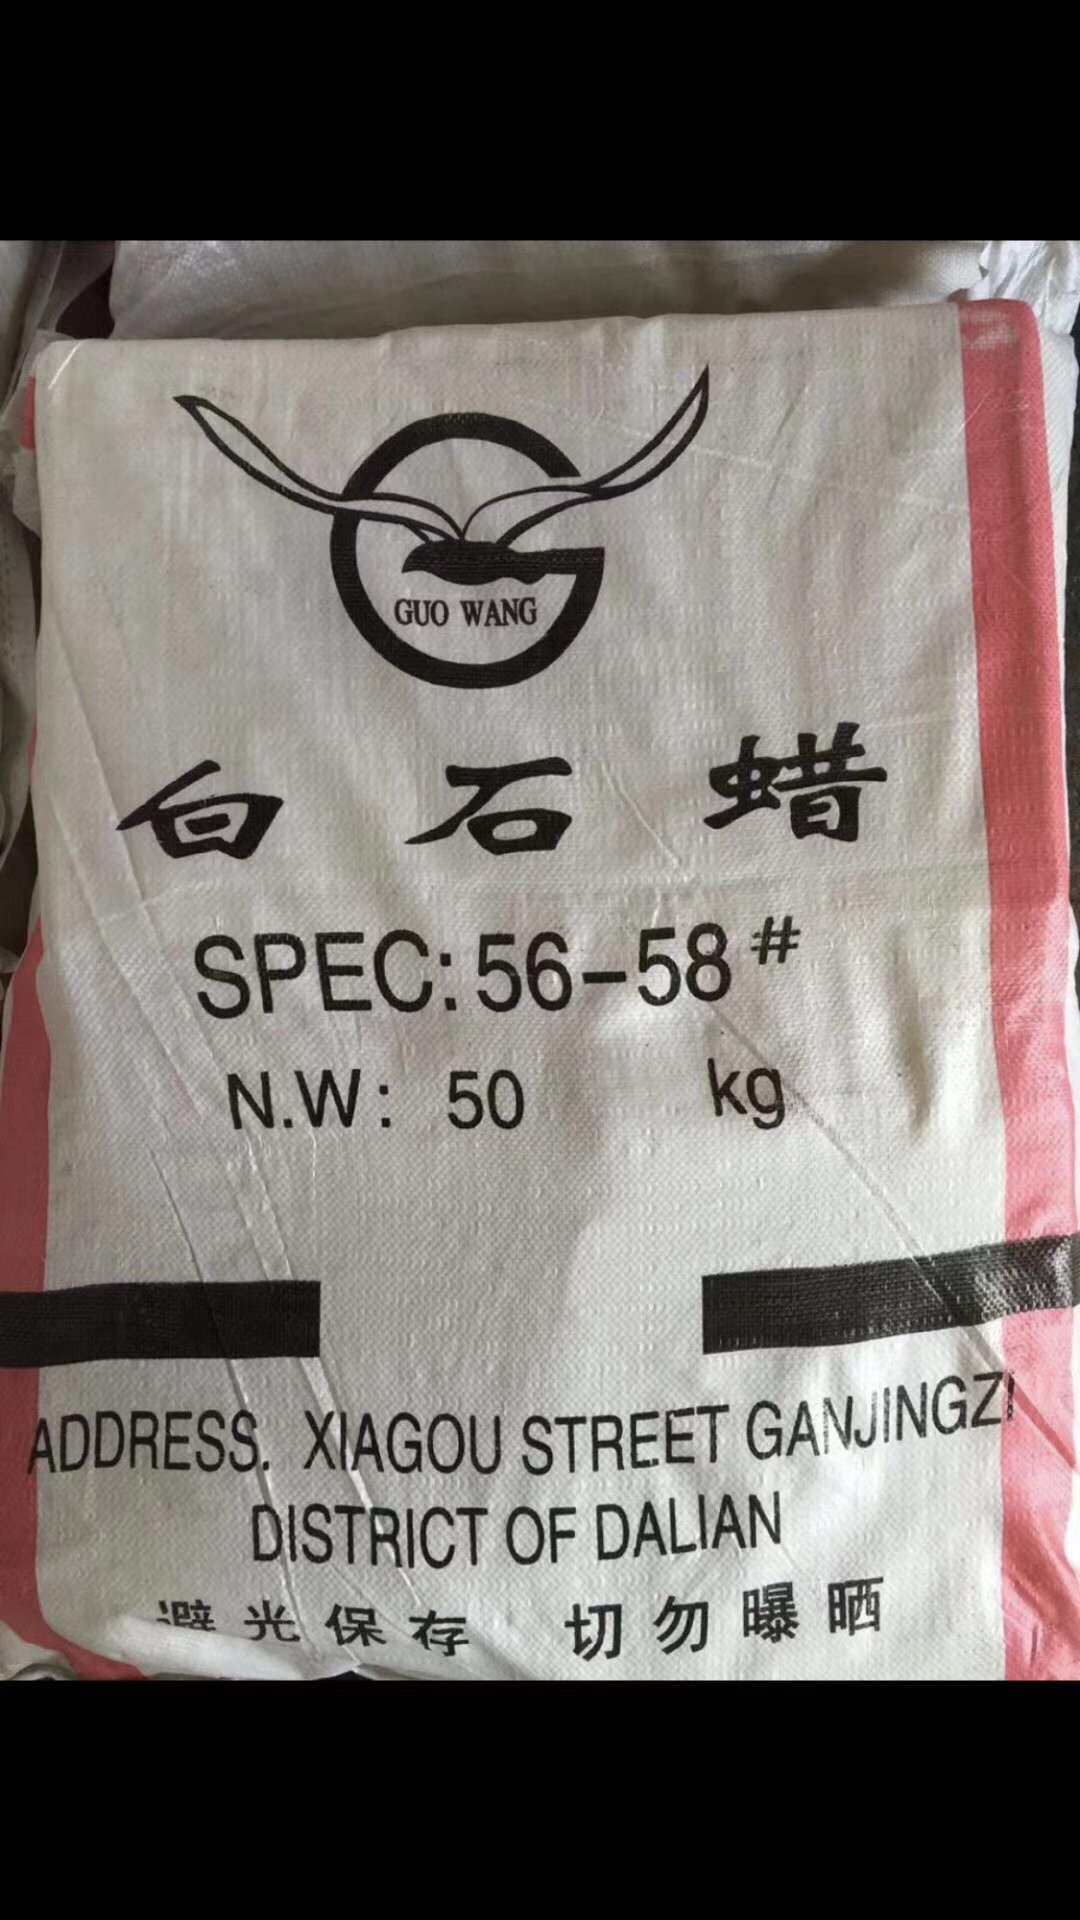 GUO WANG
白石蜡
SPEC:56-58#
N.W: 50 kg
ADDRESS. XIAGOU STREET GANJINGZI
DISTRICT OF DALIAN
避光保存 切勿曝晒